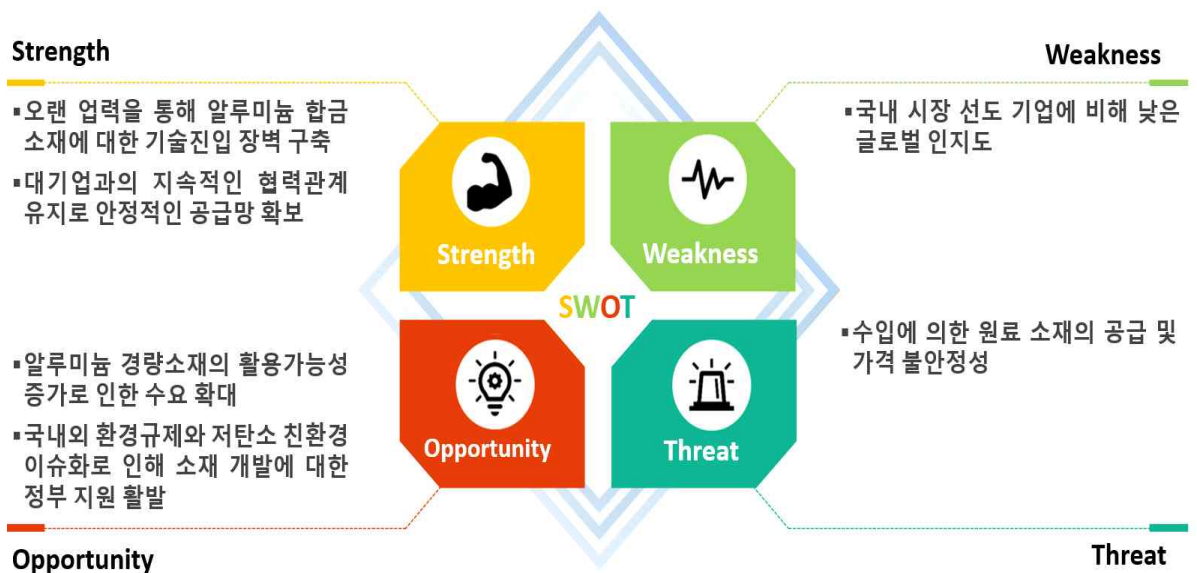 Strength
▪오랜 업력을 통해 알루미늄 합금
소재에 대한 기술진입 장벽 구축
▪대기업과의 지속적인 협력관계
유지로 안정적인 공급망 확보
Weakness
▪국내 시장 선도 기업에 비해 낮은
글로벌 인지도
Strength
Weakness
SWOT
Opportunity
Threat
▪알루미늄 경량소재의 활용가능성
증가로 인한 수요 확대
▪국내외 환경규제와 저탄소 친환경
이슈화로 인해 소재 개발에 대한
정부 지원 활발
Opportunity
▪수입에 의한 원료 소재의 공급 및
가격 불안정성
Threat